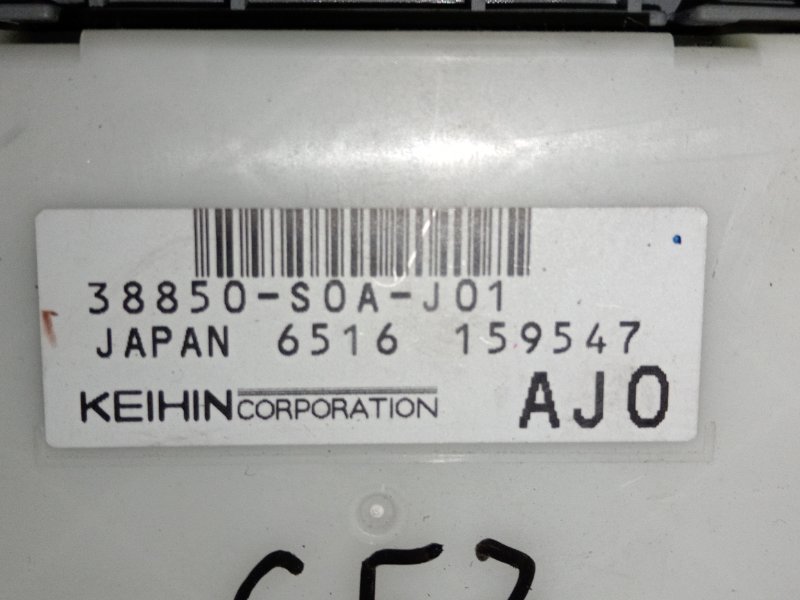 38850-S0A-J01
JAPAN 6516 159547
KEIHIN CORPORATION
AJ0